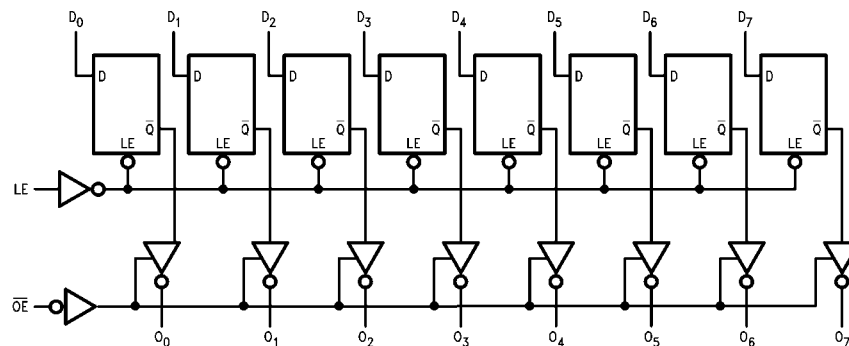 D₀ D₁ D₂ D₃ D₄ D₅ D₆ D₇
D D D D D D D D
Q̅ Q̅ Q̅ Q̅ Q̅ Q̅ Q̅ Q̅
LE LE LE LE LE LE LE LE
LE
O̅E̅
O₀ O₁ O₂ O₃ O₄ O₅ O₆ O₇